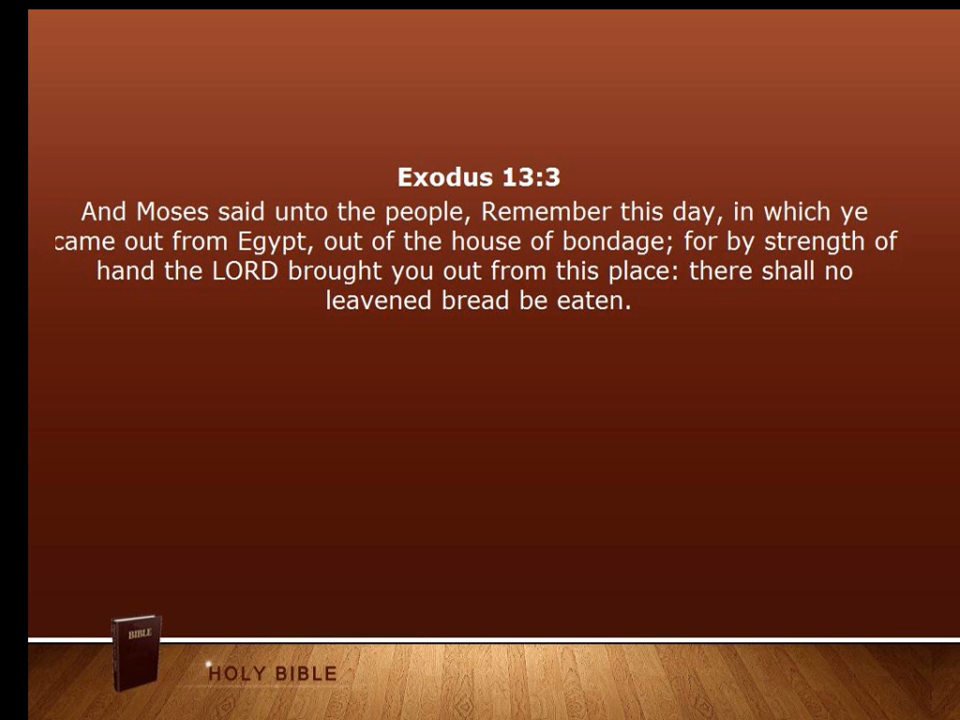 Exodus 13:3
And Moses said unto the people, Remember this day, in which ye
came out from Egypt, out of the house of bondage; for by strength of
hand the LORD brought you out from this place: there shall no
leavened bread be eaten.
BIBLE
HOLY BIBLE